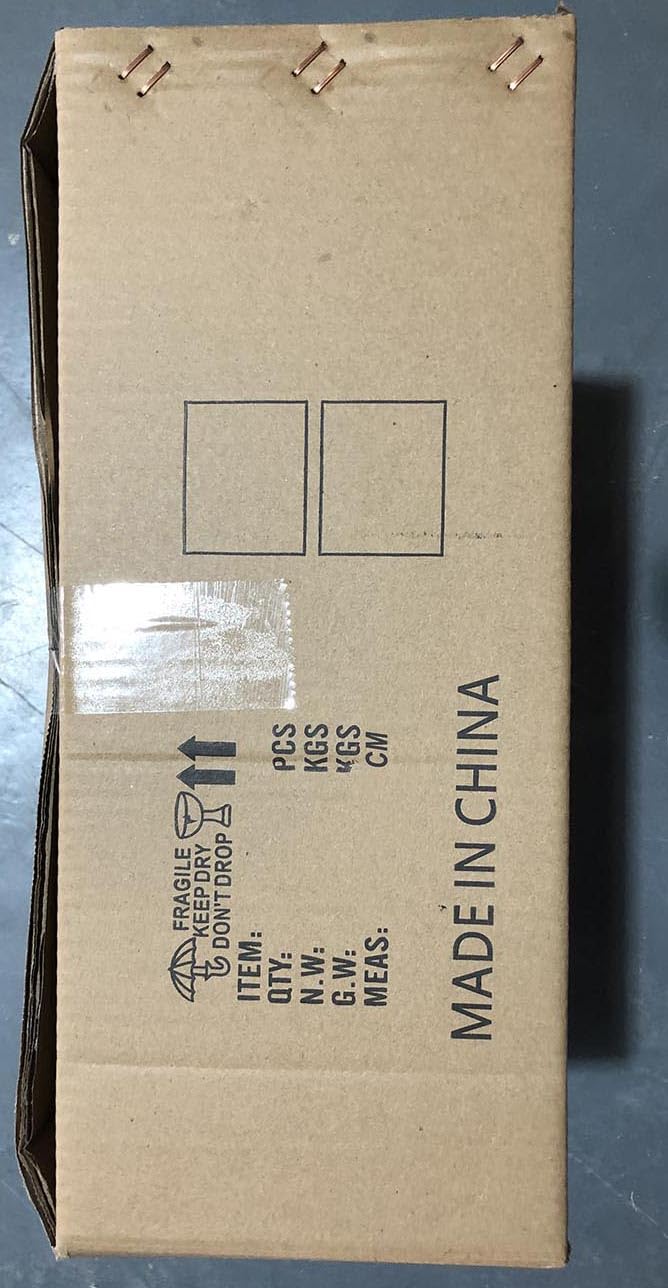 FRAGILE
KEEP DRY
DON'T DROP
ITEM:
QTY: PCS
N.W: KGS
G.W: KGS
MEAS: CM
MADE IN CHINA